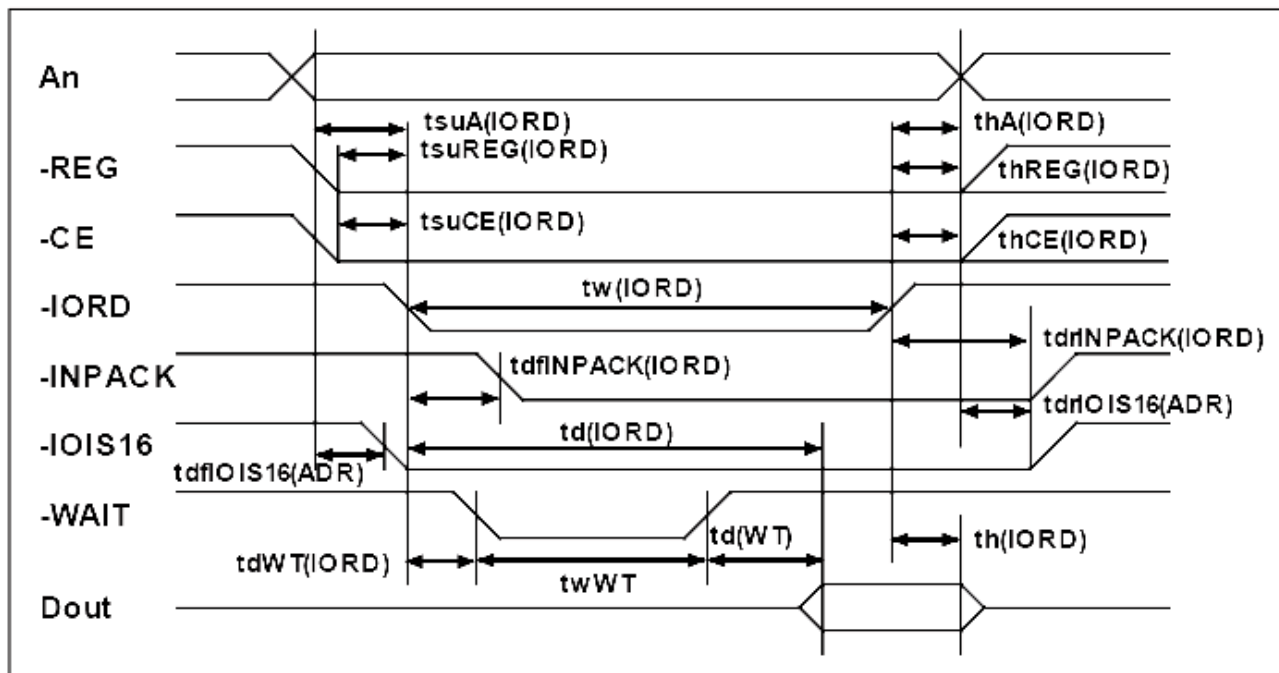 An
tsuA(IORD)
thA(IORD)
tsuREG(IORD)
-REG
thREG(IORD)
tsuCE(IORD)
-CE
thCE(IORD)
tw(IORD)
-IORD
tdrINPACK(IORD)
tdfINPACK(IORD)
-INPACK
tdrIOIS16(ADR)
td(IORD)
-IOIS16
tdfIOIS16(ADR)
-WAIT
td(WT)
th(IORD)
tdWT(IORD)
twWT
Dout